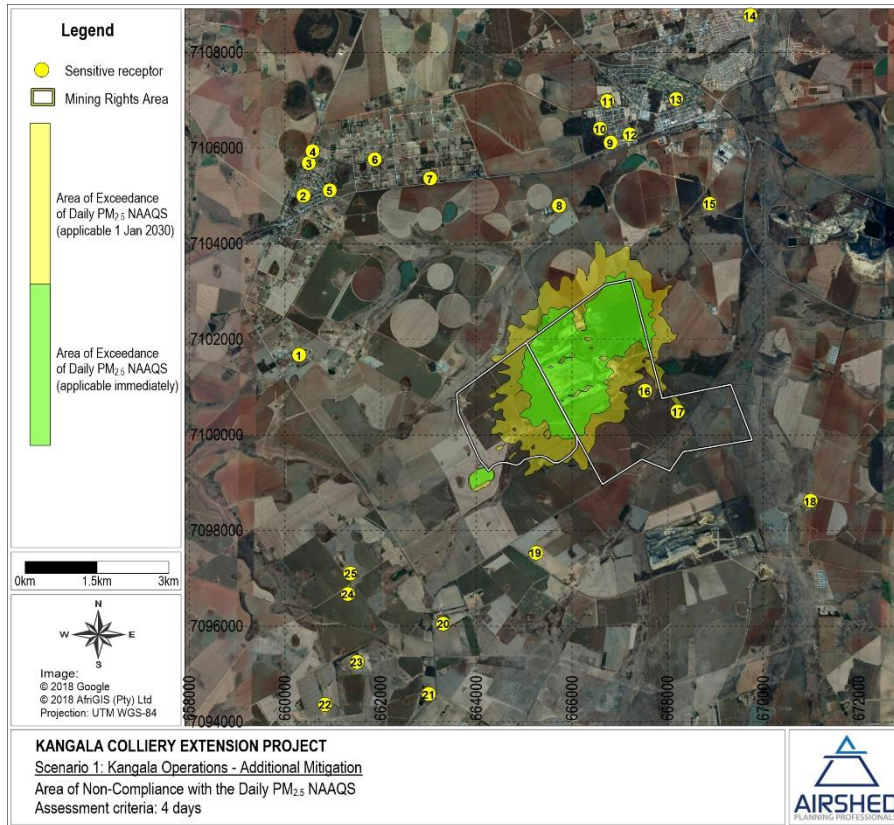 Legend
Sensitive receptor
Mining Rights Area
Area of Exceedance
of Daily PM2.5 NAAQS
(applicable 1 Jan 2030)
Area of Exceedance
of Daily PM2.5 NAAQS
(applicable immediately)
0km 1.5km 3km
N
W E
S
Image:
© 2018 Google
© 2018 AfriGIS (Pty) Ltd
Projection: UTM WGS-84
7108000
7106000
7104000
7102000
7100000
7098000
7096000
7094000
658000
660000
662000
664000
666000
668000
670000
672000
14
11
13
10
12
9
4
3
6
7
2
5
8
15
1
16
17
18
19
25
24
20
23
21
22
KANGALA COLLIERY EXTENSION PROJECT
Scenario 1: Kangala Operations - Additional Mitigation
Area of Non-Compliance with the Daily PM2.5 NAAQS
Assessment criteria: 4 days
AIRSHED
PLANNING PROFESSIONALS